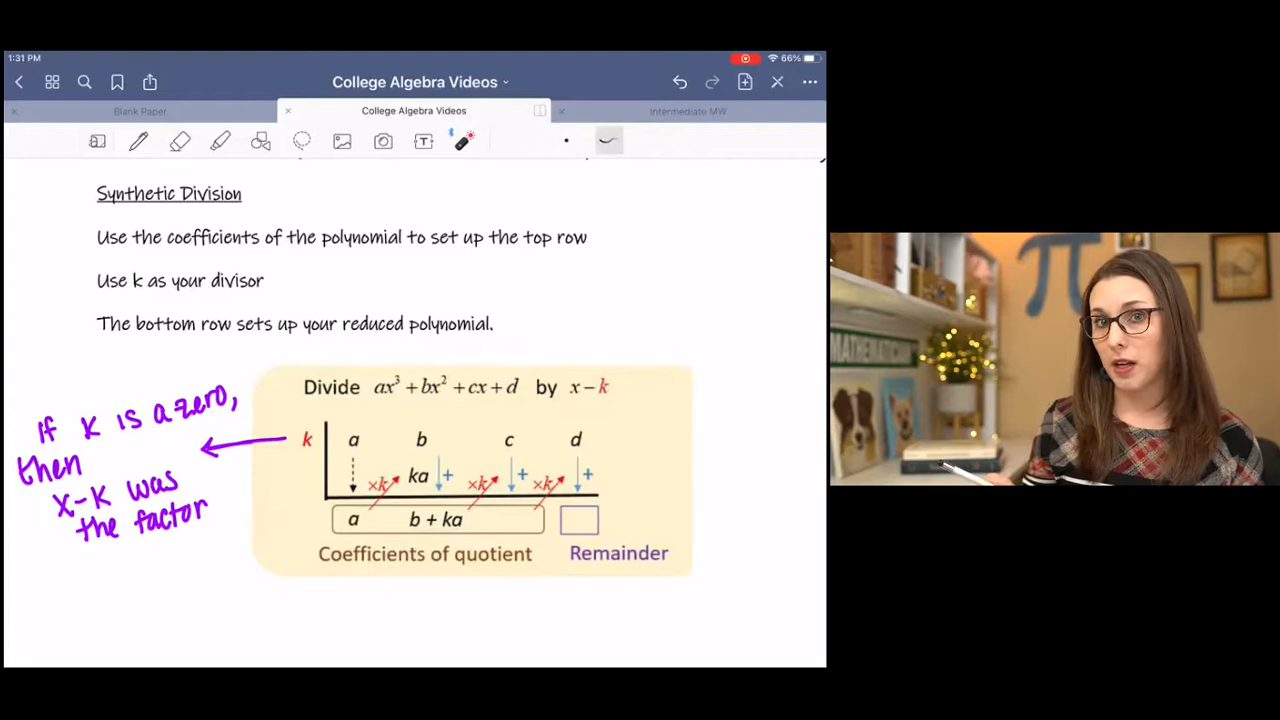 1:31 PM
66%
College Algebra Videos
Blank Paper
College Algebra Videos
Intermediate MW
Synthetic Division
Use the coefficients of the polynomial to set up the top row
Use k as your divisor
The bottom row sets up your reduced polynomial.
Divide ax³ + bx² + cx + d by x − k
k a b c d
×k ka + ×k + ×k +
a b + ka
Coefficients of quotient Remainder
If k is a zero,
then
x-k was
the factor
MATHEMATICIAN